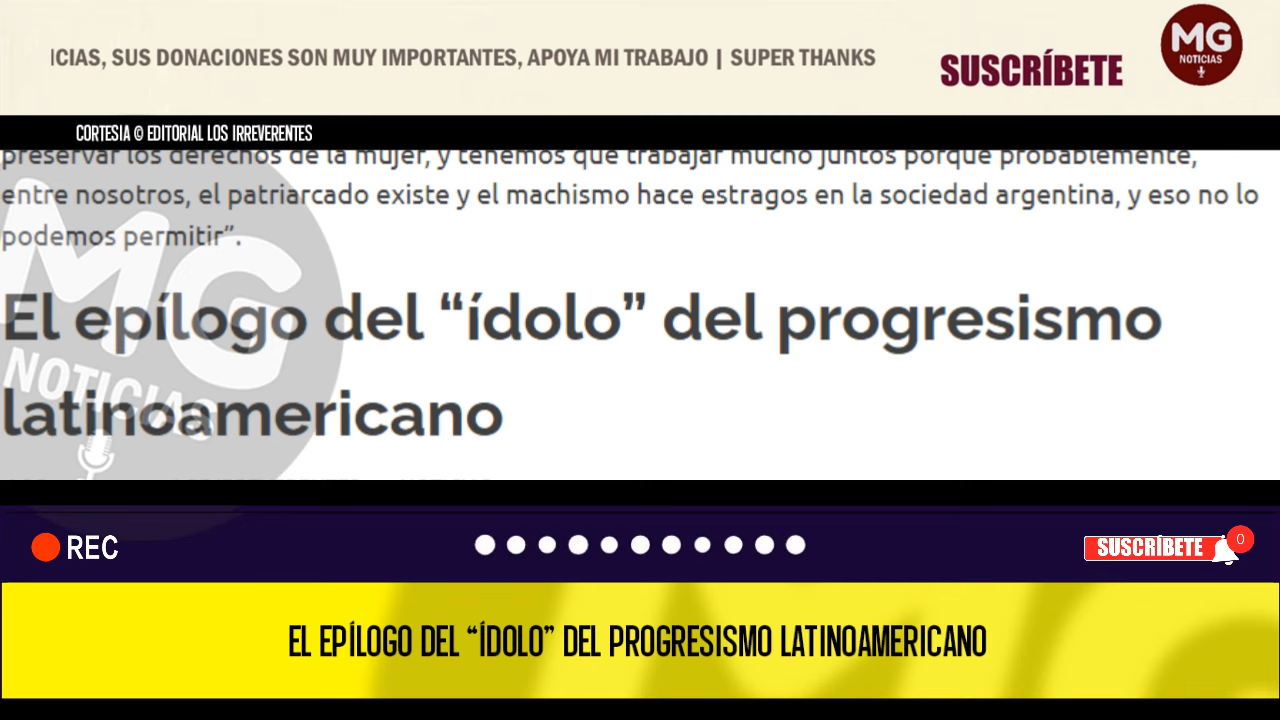 ICIAS, SUS DONACIONES SON MUY IMPORTANTES, APOYA MI TRABAJO | SUPER THANKS
SUSCRÍBETE
MG
NOTICIAS
CORTESIA © EDITORIAL LOS IRREVERENTES
preservar los derechos de la mujer, y tenemos que trabajar mucho juntos porque probablemente,
entre nosotros, el patriarcado existe y el machismo hace estragos en la sociedad argentina, y eso no lo
podemos permitir”.
MG
NOTICIAS
El epílogo del “ídolo” del progresismo
latinoamericano
REC
SUSCRÍBETE
0
EL EPÍLOGO DEL “ÍDOLO” DEL PROGRESISMO LATINOAMERICANO